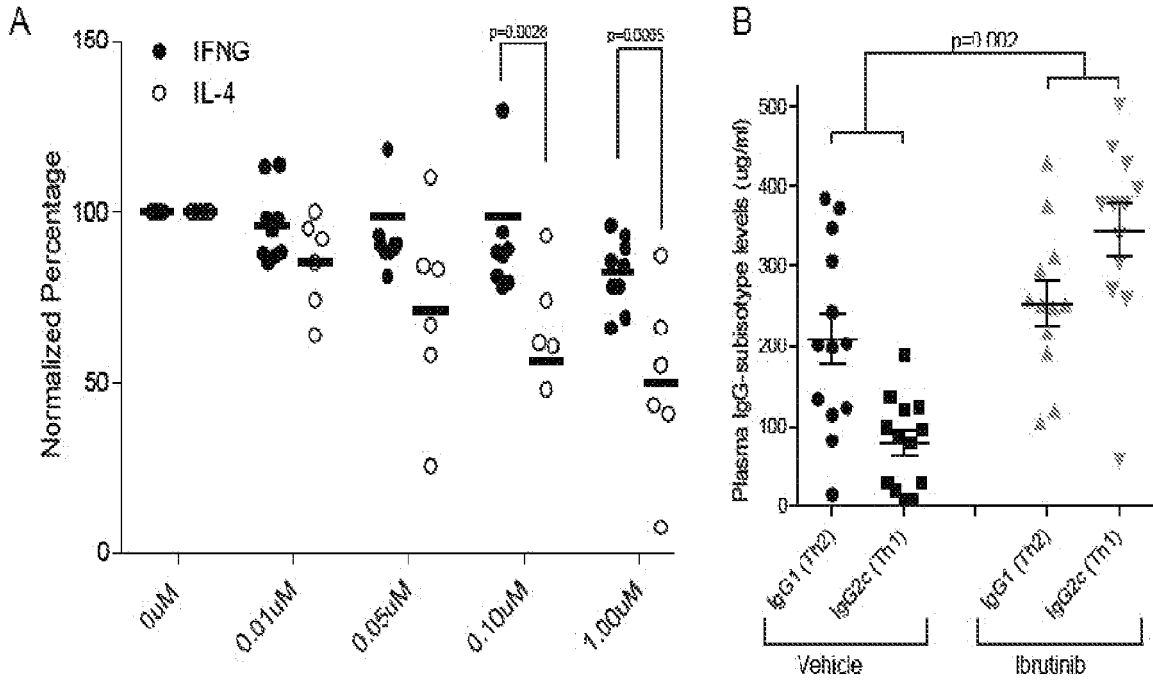 A
Normalized Percentage
150
100
50
0
IFNG
IL-4
p=0.0028
0uM
0.01uM
0.05uM
0.10uM
1.00uM
B
p=0.002
Plasma IgG-subisotype levels (ug/ml)
500
400
300
200
100
0
IgG1 (Th2)
IgG2c (Th1)
IgG1 (Th2)
IgG2c (Th1)
Vehicle
Ibrutinib